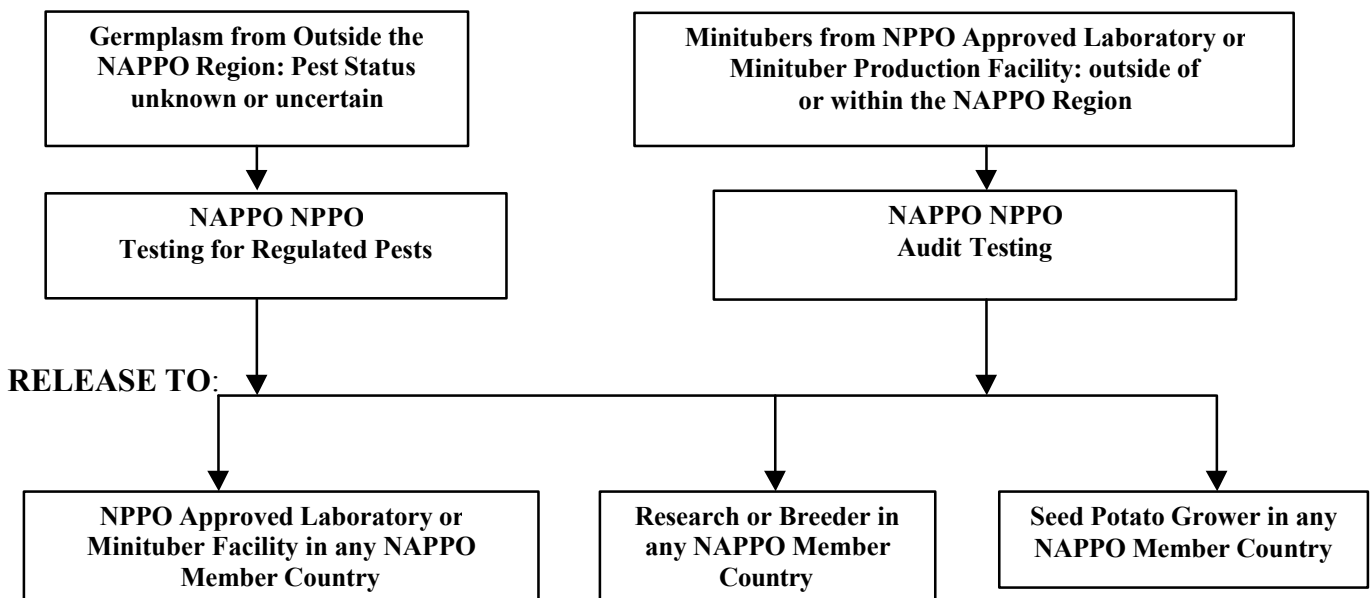 Germplasm from Outside the
NAPPO Region: Pest Status
unknown or uncertain
Minitubers from NPPO Approved Laboratory or
Minituber Production Facility: outside of
or within the NAPPO Region
NAPPO NPPO
Testing for Regulated Pests
NAPPO NPPO
Audit Testing
RELEASE TO:
NPPO Approved Laboratory or
Minituber Facility in any NAPPO
Member Country
Research or Breeder in
any NAPPO Member
Country
Seed Potato Grower in any
NAPPO Member Country